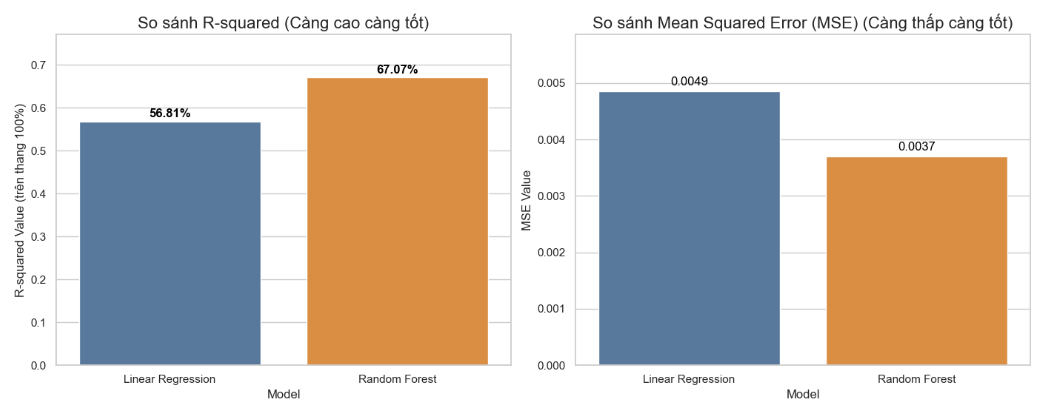 So sánh R-squared (Càng cao càng tốt)
R-squared Value (trên thang 100%)
0.7
0.6
0.5
0.4
0.3
0.2
0.1
0.0
56.81%
67.07%
Linear Regression
Random Forest
Model
So sánh Mean Squared Error (MSE) (Càng thấp càng tốt)
MSE Value
0.005
0.004
0.003
0.002
0.001
0.000
0.0049
0.0037
Linear Regression
Random Forest
Model